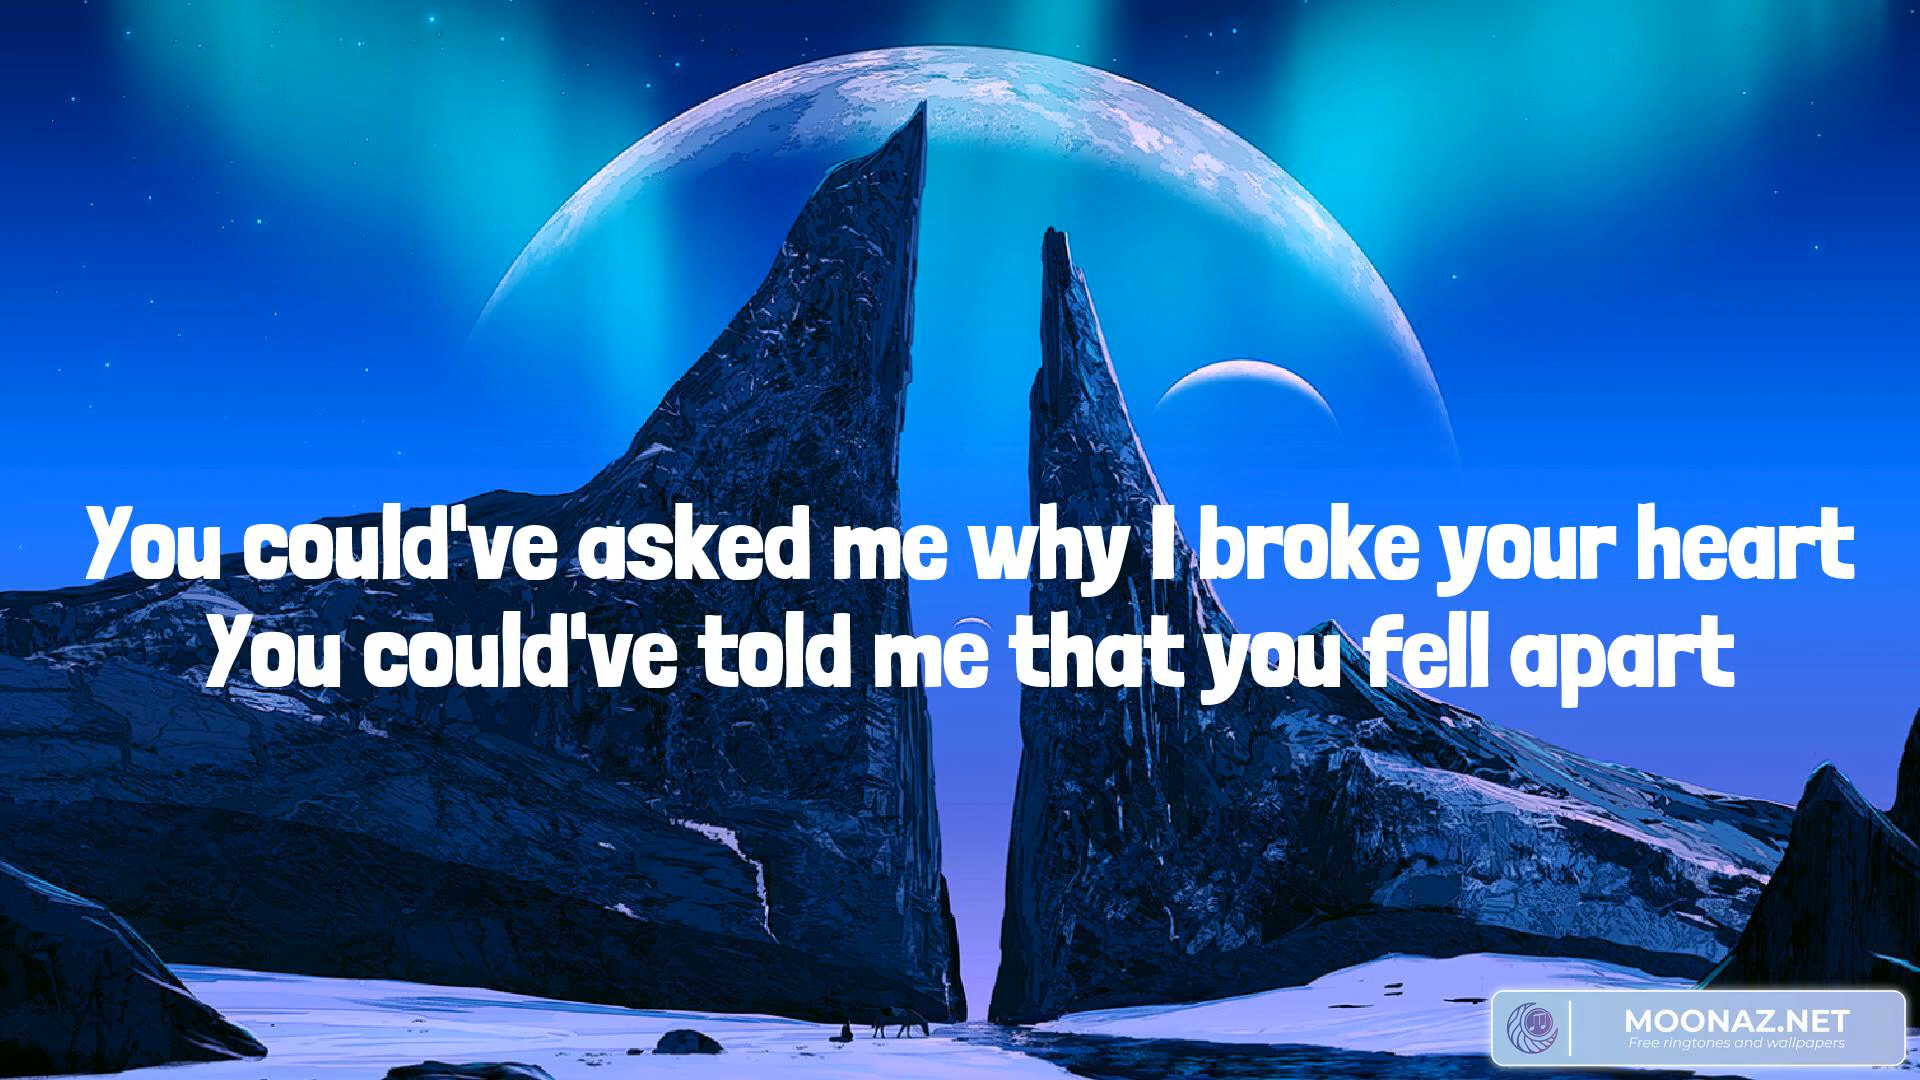 You could've asked me why I broke your heart
You could've told me that you fell apart
MOONAZ.NET
Free ringtones and wallpapers